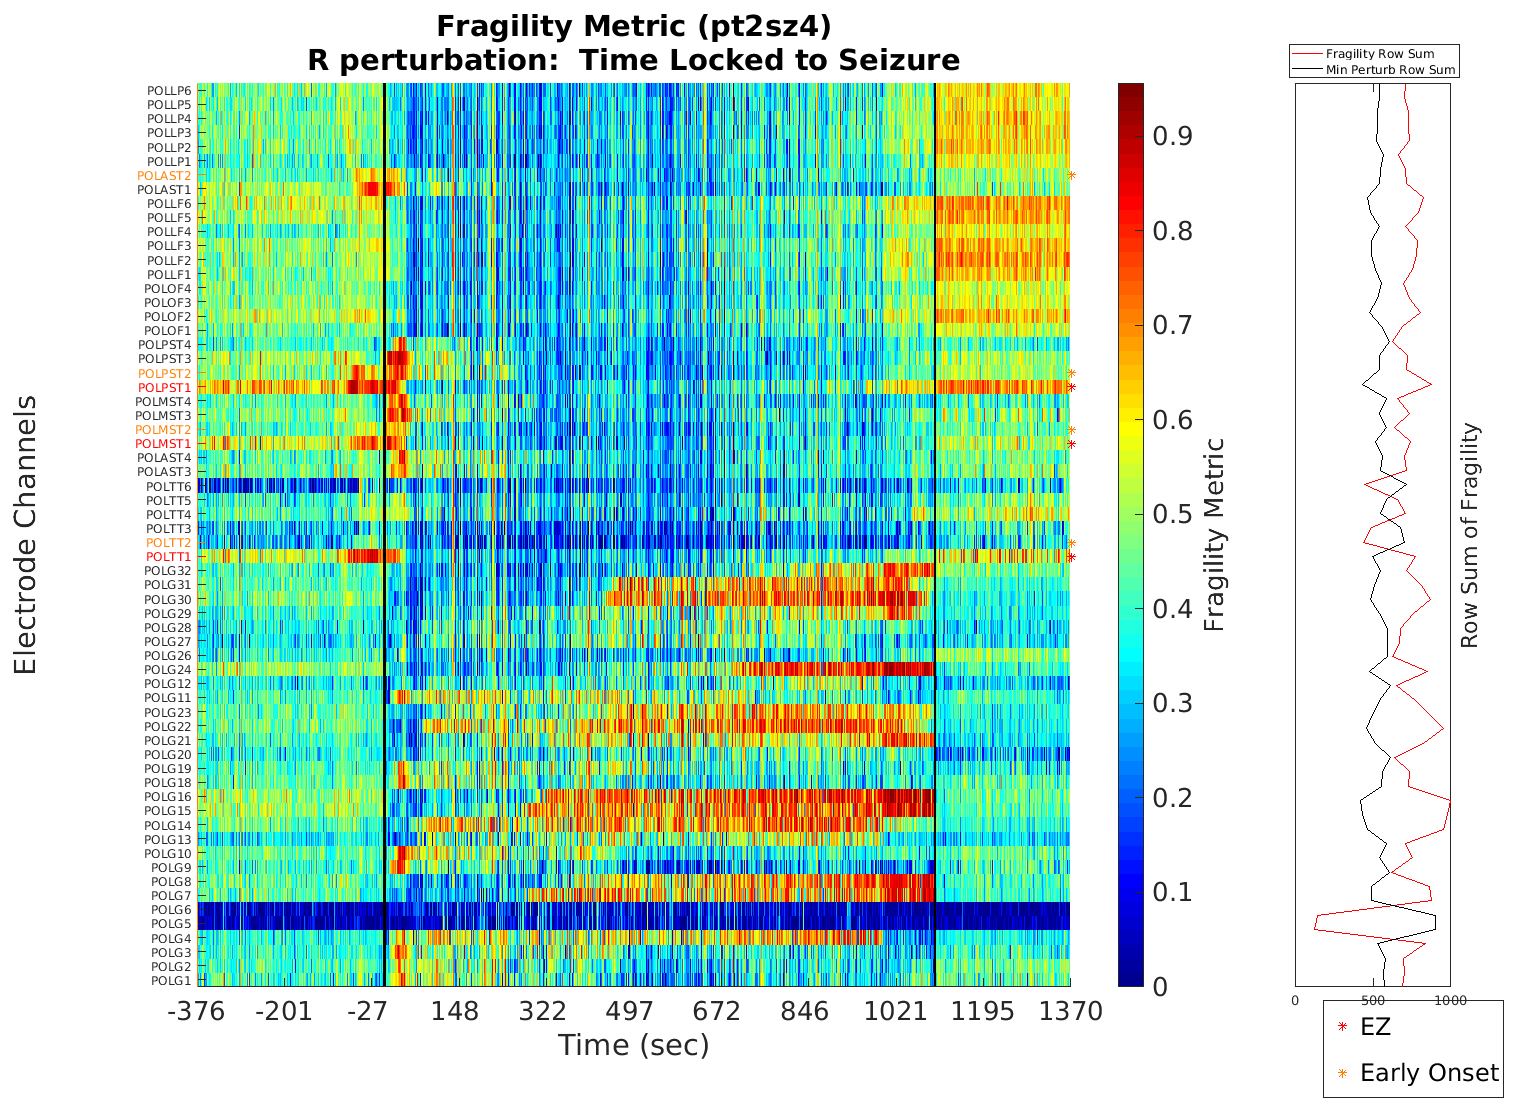 Fragility Metric (pt2sz4)
R perturbation:  Time Locked to Seizure
Electrode Channels
POLLP6
POLLP5
POLLP4
POLLP3
POLLP2
POLLP1
POLAST2
POLAST1
POLLF6
POLLF5
POLLF4
POLLF3
POLLF2
POLLF1
POLOF4
POLOF3
POLOF2
POLOF1
POLPST4
POLPST3
POLPST2
POLPST1
POLMST4
POLMST3
POLMST2
POLMST1
POLAST4
POLAST3
POLTT6
POLTT5
POLTT4
POLTT3
POLTT2
POLTT1
POLG32
POLG31
POLG30
POLG29
POLG28
POLG27
POLG26
POLG24
POLG12
POLG11
POLG23
POLG22
POLG21
POLG20
POLG19
POLG18
POLG16
POLG15
POLG14
POLG13
POLG10
POLG9
POLG8
POLG7
POLG6
POLG5
POLG4
POLG3
POLG2
POLG1
-376 -201 -27 148 322 497 672 846 1021 1195 1370
Time (sec)
0.9
0.8
0.7
0.6
0.5
0.4
0.3
0.2
0.1
0
Fragility Metric
Fragility Row Sum
Min Perturb Row Sum
Row Sum of Fragility
0 500 1000
EZ
Early Onset